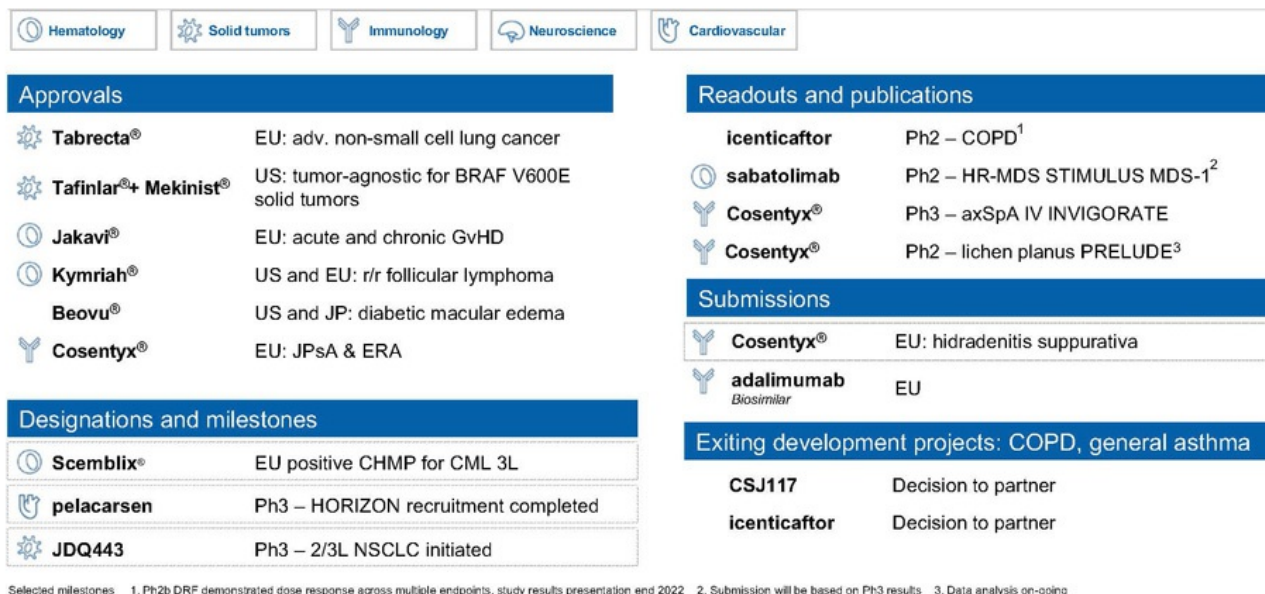 Hematology
Solid tumors
Immunology
Neuroscience
Cardiovascular
Approvals
Tabrecta® EU: adv. non-small cell lung cancer
Tafinlar®+ Mekinist® US: tumor-agnostic for BRAF V600E
solid tumors
Jakavi® EU: acute and chronic GvHD
Kymriah® US and EU: r/r follicular lymphoma
Beovu® US and JP: diabetic macular edema
Cosentyx® EU: JPsA & ERA
Designations and milestones
Scemblix® EU positive CHMP for CML 3L
pelacarsen Ph3 – HORIZON recruitment completed
JDQ443 Ph3 – 2/3L NSCLC initiated
Readouts and publications
icenticaftor Ph2 – COPD1
sabatolimab Ph2 – HR-MDS STIMULUS MDS-12
Cosentyx® Ph3 – axSpA IV INVIGORATE
Cosentyx® Ph2 – lichen planus PRELUDE3
Submissions
Cosentyx® EU: hidradenitis suppurativa
adalimumab EU
Biosimilar
Exiting development projects: COPD, general asthma
CSJ117 Decision to partner
icenticaftor Decision to partner
Selected milestones 1. Ph2b DRF demonstrated dose response across multiple endpoints, study results presentation end 2022 2. Submission will be based on Ph3 results 3. Data analysis on-going